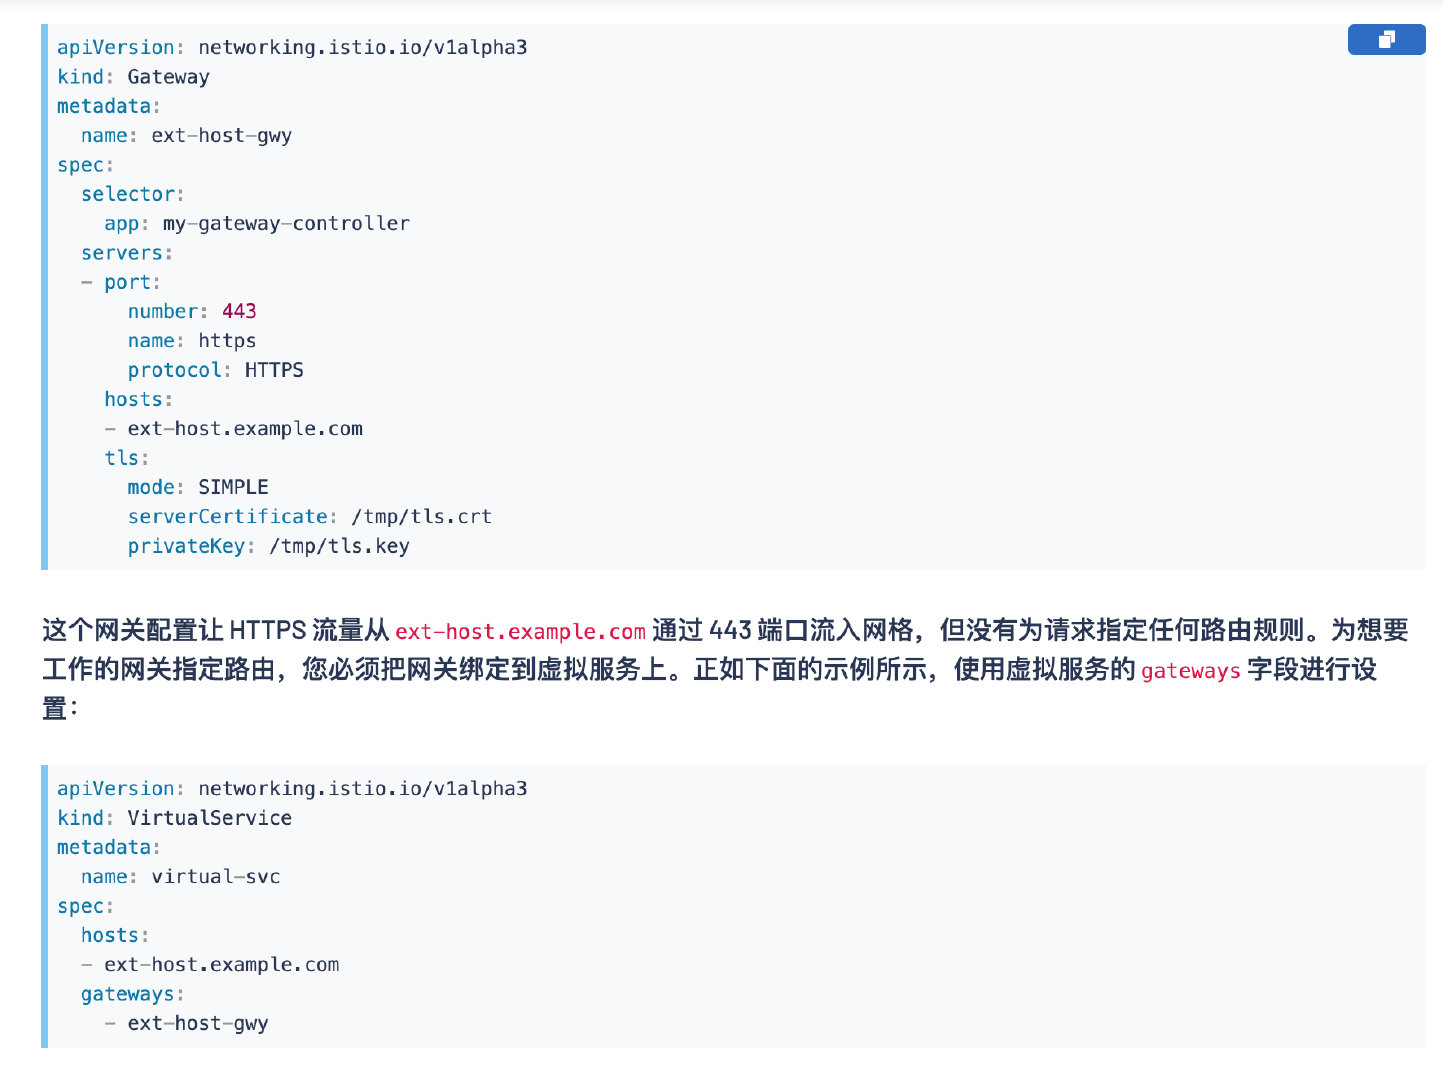 apiVersion: networking.istio.io/v1alpha3
kind: Gateway
metadata:
  name: ext-host-gwy
spec:
  selector:
    app: my-gateway-controller
  servers:
  - port:
      number: 443
      name: https
      protocol: HTTPS
    hosts:
    - ext-host.example.com
    tls:
      mode: SIMPLE
      serverCertificate: /tmp/tls.crt
      privateKey: /tmp/tls.key
这个网关配置让 HTTPS 流量从 ext-host.example.com 通过 443 端口流入网格，但没有为请求指定任何路由规则。为想要
工作的网关指定路由，您必须把网关绑定到虚拟服务上。正如下面的示例所示，使用虚拟服务的 gateways 字段进行设
置：
apiVersion: networking.istio.io/v1alpha3
kind: VirtualService
metadata:
  name: virtual-svc
spec:
  hosts:
  - ext-host.example.com
  gateways:
    - ext-host-gwy